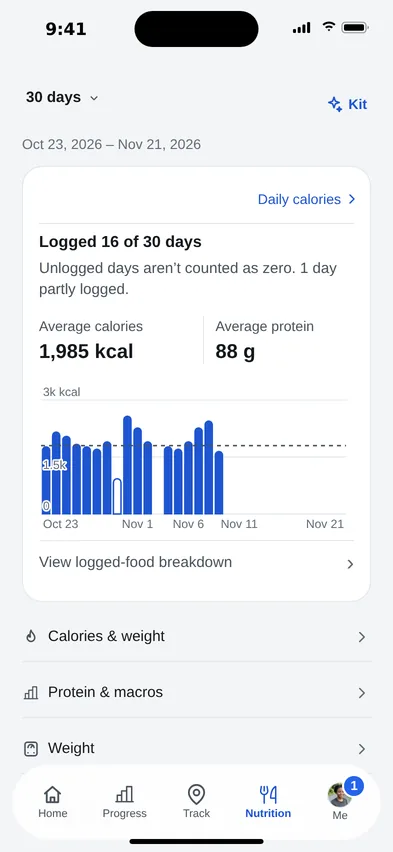 9:41
30 days
Kit
Oct 23, 2026 – Nov 21, 2026
Daily calories
Logged 16 of 30 days
Unlogged days aren’t counted as zero. 1 day
partly logged.
Average calories
1,985 kcal
Average protein
88 g
3k kcal
1.5k
0
Oct 23
Nov 1
Nov 6
Nov 11
Nov 21
View logged-food breakdown
Calories & weight
Protein & macros
Weight
1
Home
Progress
Track
Nutrition
Me